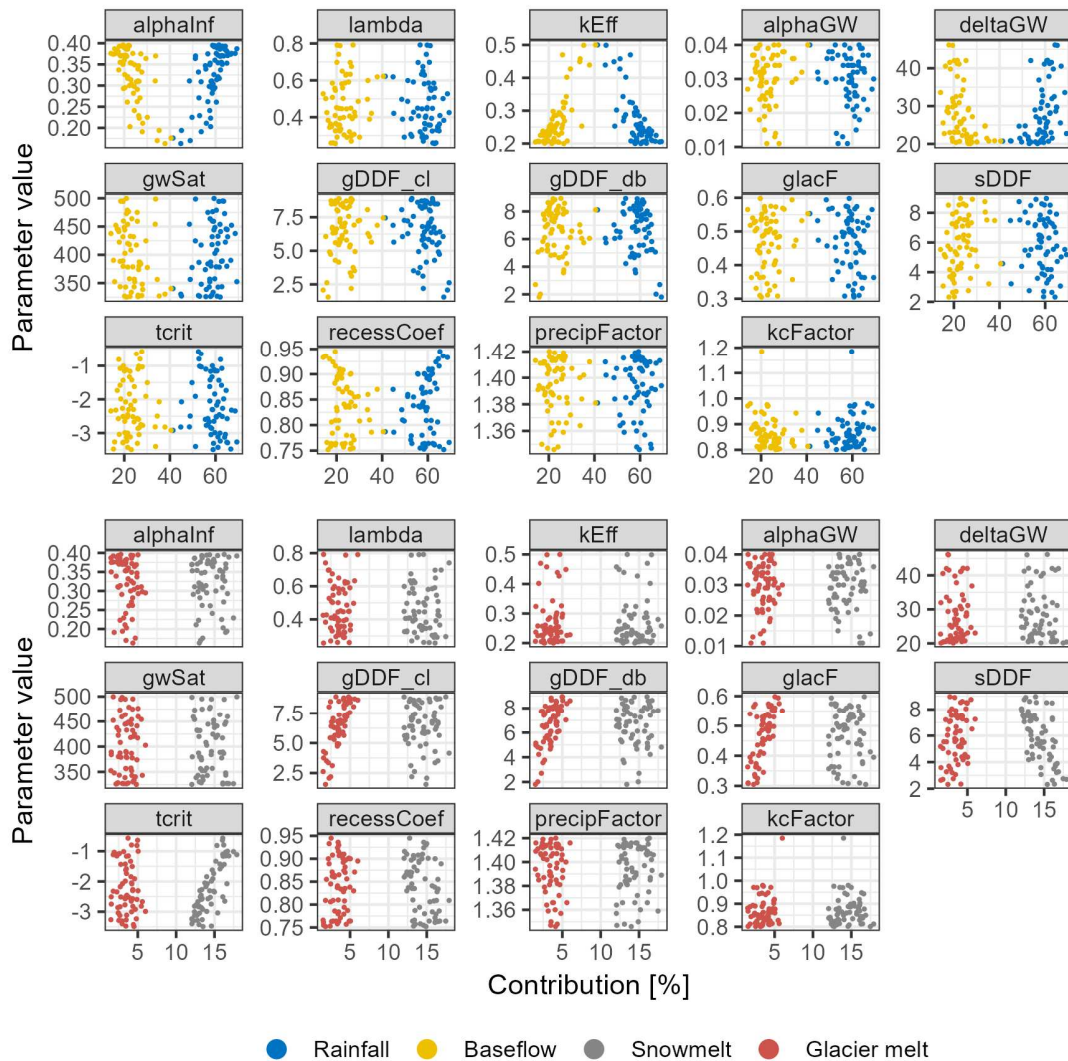 alphaInf lambda kEff alphaGW deltaGW
0.40 0.35 0.30 0.25 0.20
0.8 0.6 0.4
0.5 0.4 0.3 0.2
0.04 0.03 0.02 0.01
40 30 20
gwSat gDDF_cl gDDF_db glacF sDDF
500 450 400 350
7.5 5.0 2.5
8 6 4 2
0.6 0.5 0.4 0.3
8 6 4 2
20 40 60
tcrit recessCoef precipFactor kcFactor
-1 -2 -3
0.95 0.90 0.85 0.80 0.75
1.42 1.40 1.38 1.36
1.2 1.1 1.0 0.9 0.8
20 40 60 20 40 60 20 40 60 20 40 60
Parameter value
alphaInf lambda kEff alphaGW deltaGW
0.40 0.35 0.30 0.25 0.20
0.8 0.6 0.4
0.5 0.4 0.3 0.2
0.04 0.03 0.02 0.01
40 30 20
gwSat gDDF_cl gDDF_db glacF sDDF
500 450 400 350
7.5 5.0 2.5
8 6 4 2
0.6 0.5 0.4 0.3
8 6 4 2
5 10 15
tcrit recessCoef precipFactor kcFactor
-1 -2 -3
0.95 0.90 0.85 0.80 0.75
1.42 1.40 1.38 1.36
1.2 1.1 1.0 0.9 0.8
5 10 15 5 10 15 5 10 15 5 10 15
Parameter value
Contribution [%]
Rainfall Baseflow Snowmelt Glacier melt